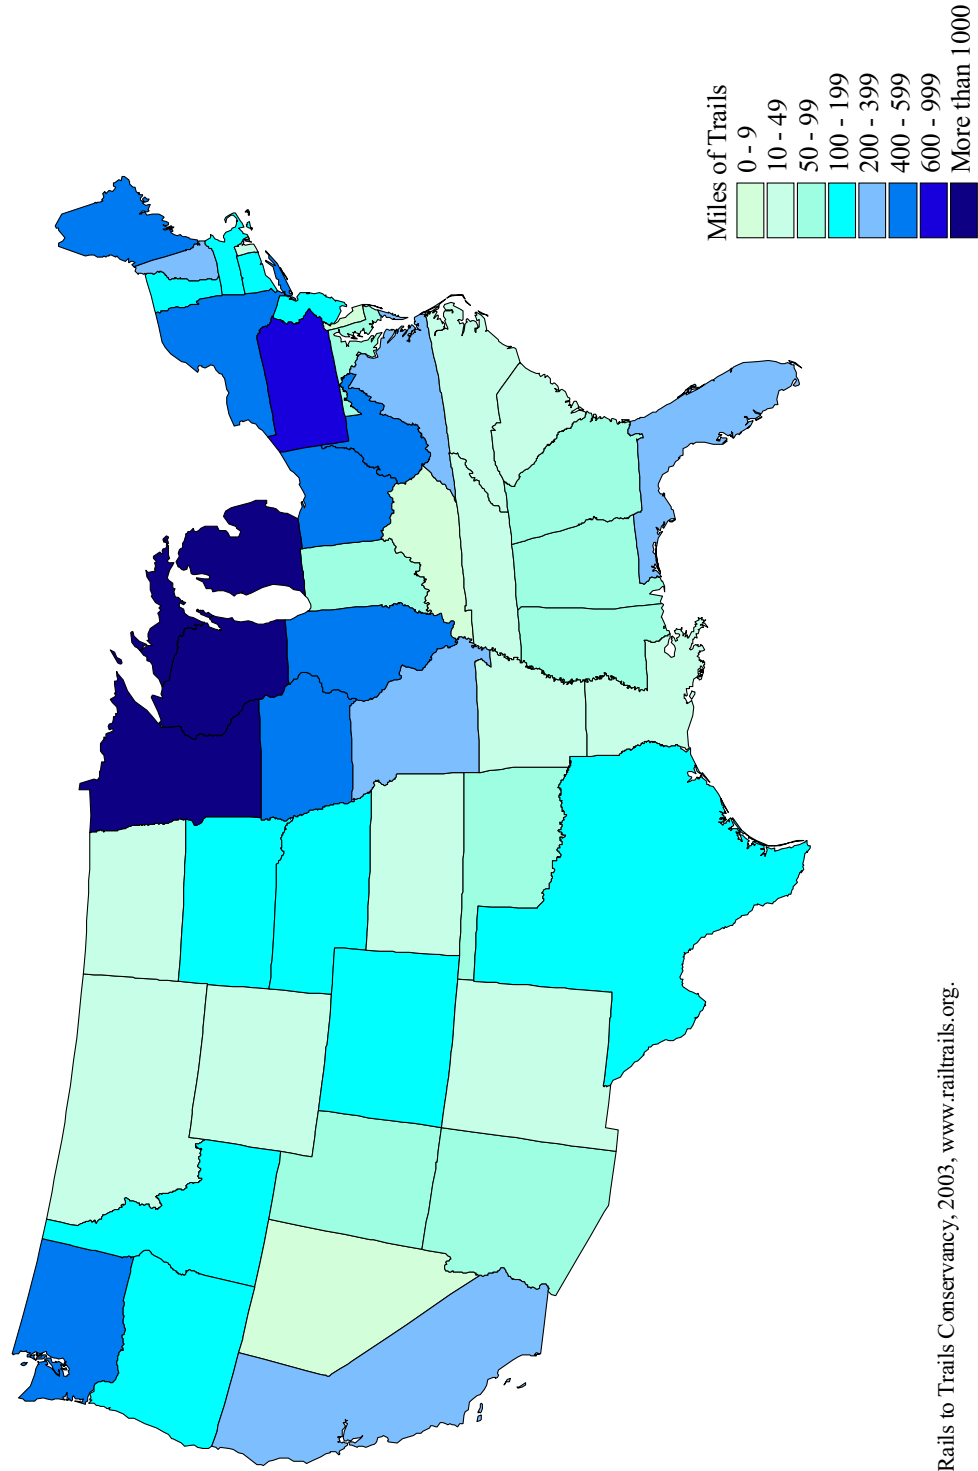 Miles of Trails
0 - 9
10 - 49
50 - 99
100 - 199
200 - 399
400 - 599
600 - 999
More than 1000
Rails to Trails Conservancy, 2003, www.railtrails.org.